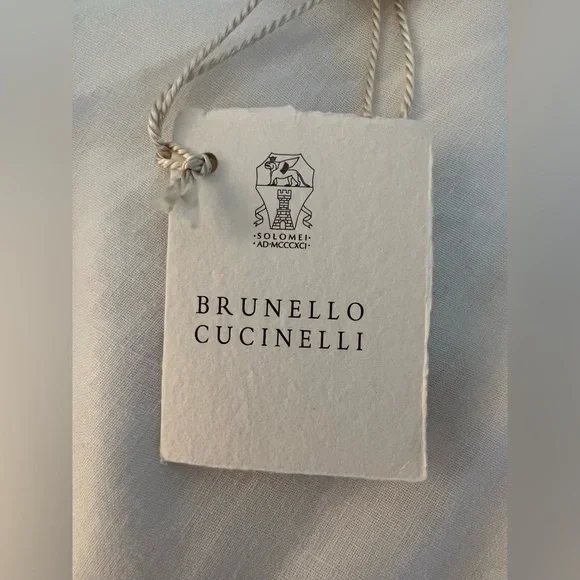 ·SOLOMEI·
·AD·MCCCXCI·
BRUNELLO
CUCINELLI